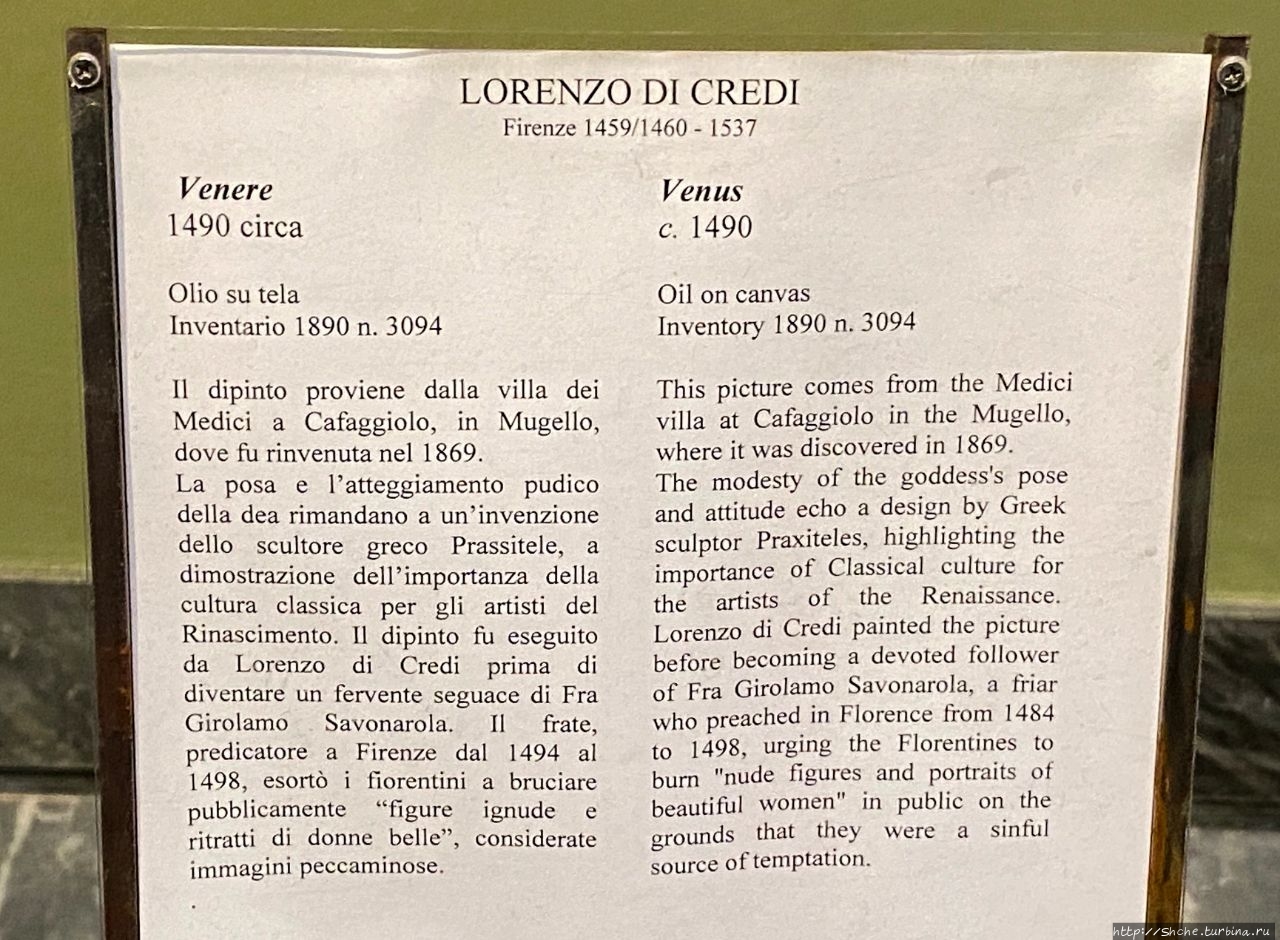 LORENZO DI CREDI
Firenze 1459/1460 - 1537
Venere
1490 circa
Olio su tela
Inventario 1890 n. 3094
Il dipinto proviene dalla villa dei
Medici a Cafaggiolo, in Mugello,
dove fu rinvenuta nel 1869.
La posa e l’atteggiamento pudico
della dea rimandano a un’invenzione
dello scultore greco Prassitele, a
dimostrazione dell’importanza della
cultura classica per gli artisti del
Rinascimento. Il dipinto fu eseguito
da Lorenzo di Credi prima di
diventare un fervente seguace di Fra
Girolamo Savonarola. Il frate,
predicatore a Firenze dal 1494 al
1498, esortò i fiorentini a bruciare
pubblicamente “figure ignude e
ritratti di donne belle”, considerate
immagini peccaminose.
Venus
c. 1490
Oil on canvas
Inventory 1890 n. 3094
This picture comes from the Medici
villa at Cafaggiolo in the Mugello,
where it was discovered in 1869.
The modesty of the goddess's pose
and attitude echo a design by Greek
sculptor Praxiteles, highlighting the
importance of Classical culture for
the artists of the Renaissance.
Lorenzo di Credi painted the picture
before becoming a devoted follower
of Fra Girolamo Savonarola, a friar
who preached in Florence from 1484
to 1498, urging the Florentines to
burn "nude figures and portraits of
beautiful women" in public on the
grounds that they were a sinful
source of temptation.
http://Shche.turbina.ru